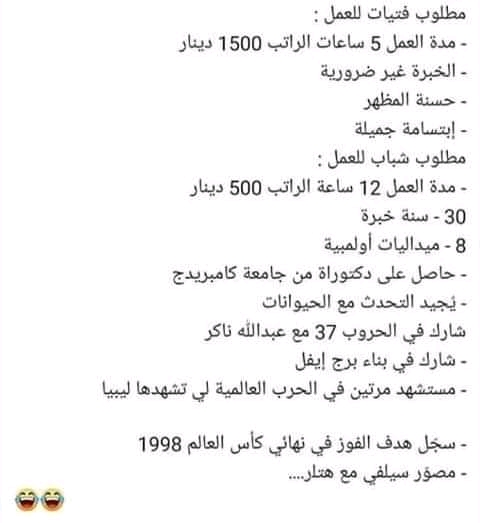 مطلوب فتيات للعمل :
- مدة العمل 5 ساعات الراتب 1500 دينار
- الخبرة غير ضرورية
- حسنة المظهر
- إبتسامة جميلة
مطلوب شباب للعمل :
- مدة العمل 12 ساعة الراتب 500 دينار
30 - سنة خبرة
8 - ميداليات أولمبية
- حاصل على دكتوراة من جامعة كامبريدج
- يُجيد التحدث مع الحيوانات
شارك في الحروب 37 مع عبدالله ناكر
- شارك في بناء برج إيفل
- مستشهد مرتين في الحرب العالمية لي تشهدها ليبيا
- سجّل هدف الفوز في نهائي كأس العالم 1998
- مصوّر سيلفي مع هتلر....
😂😂